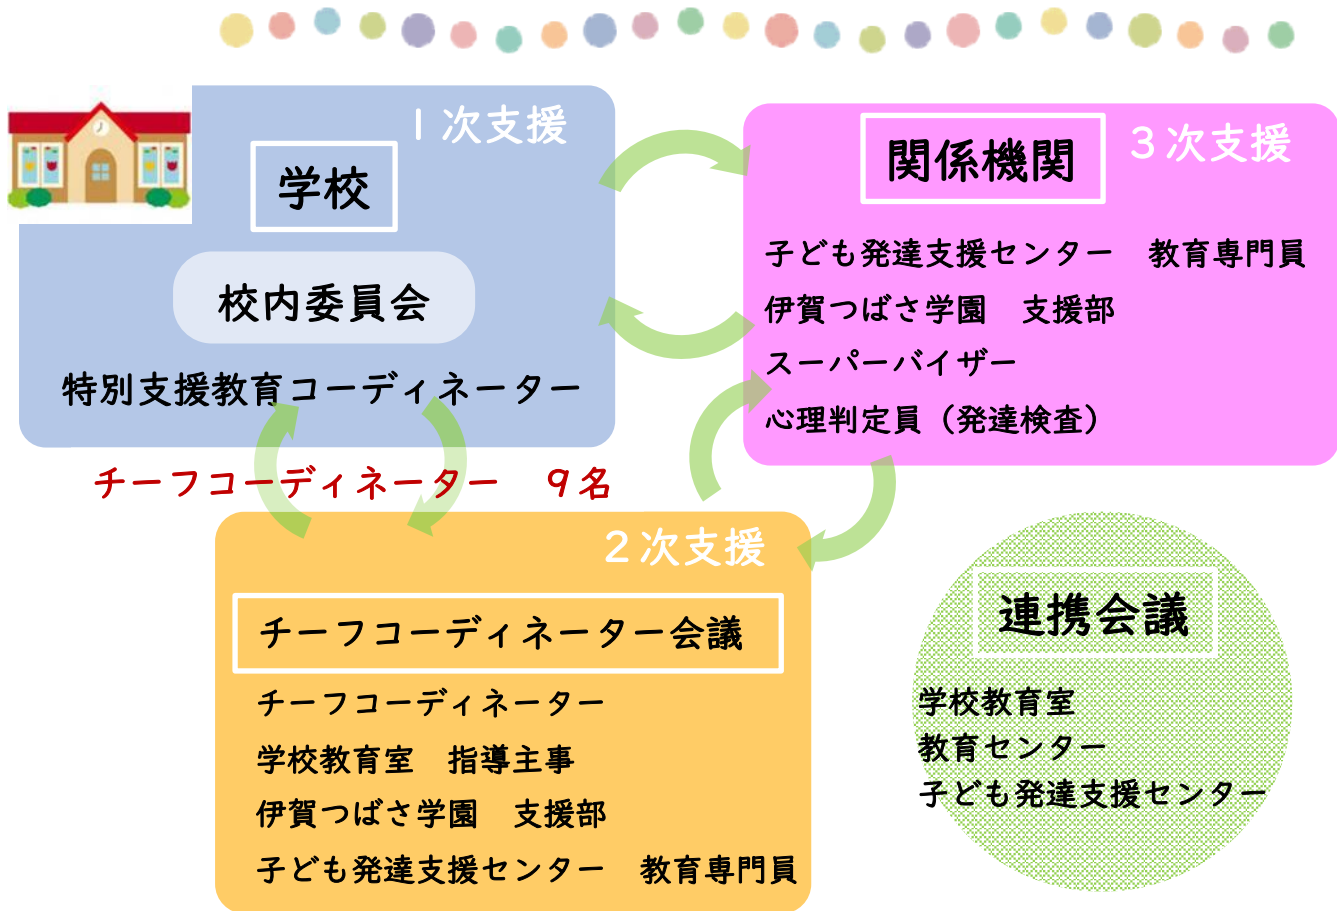 1次支援
学校
校内委員会
特別支援教育コーディネーター
チーフコーディネーター　9名
3次支援
関係機関
子ども発達支援センター　教育専門員
伊賀つばさ学園　支援部
スーパーバイザー
心理判定員（発達検査）
2次支援
チーフコーディネーター会議
チーフコーディネーター
学校教育室　指導主事
伊賀つばさ学園　支援部
子ども発達支援センター　教育専門員
連携会議
学校教育室
教育センター
子ども発達支援センター